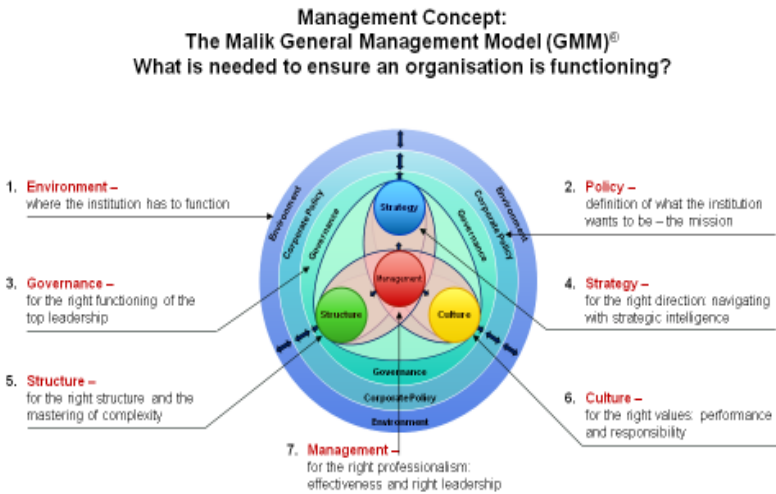 Management Concept:
The Malik General Management Model (GMM)®
What is needed to ensure an organisation is functioning?
1. Environment –
where the institution has to function
2. Policy –
definition of what the institution
wants to be – the mission
3. Governance –
for the right functioning of the
top leadership
4. Strategy –
for the right direction: navigating
with strategic intelligence
5. Structure –
for the right structure and the
mastering of complexity
6. Culture –
for the right values: performance
and responsibility
7. Management –
for the right professionalism:
effectiveness and right leadership
Environment
Corporate Policy
Governance
Strategy
Governance
Corporate Policy
Environment
Management
Structure
Culture
Governance
Corporate Policy
Environment